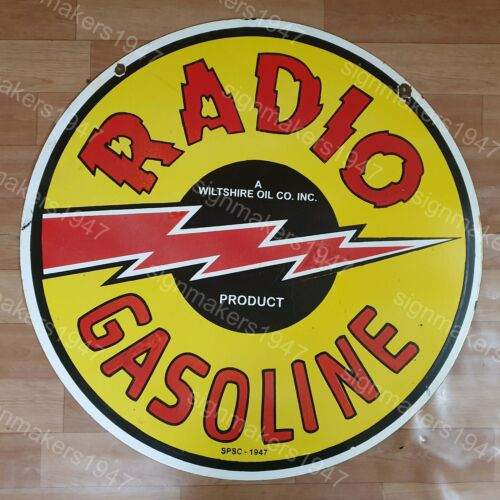 RADIO
A
WILTSHIRE OIL CO. INC.
PRODUCT
GASOLINE
SPSC - 1947
signmakers1947